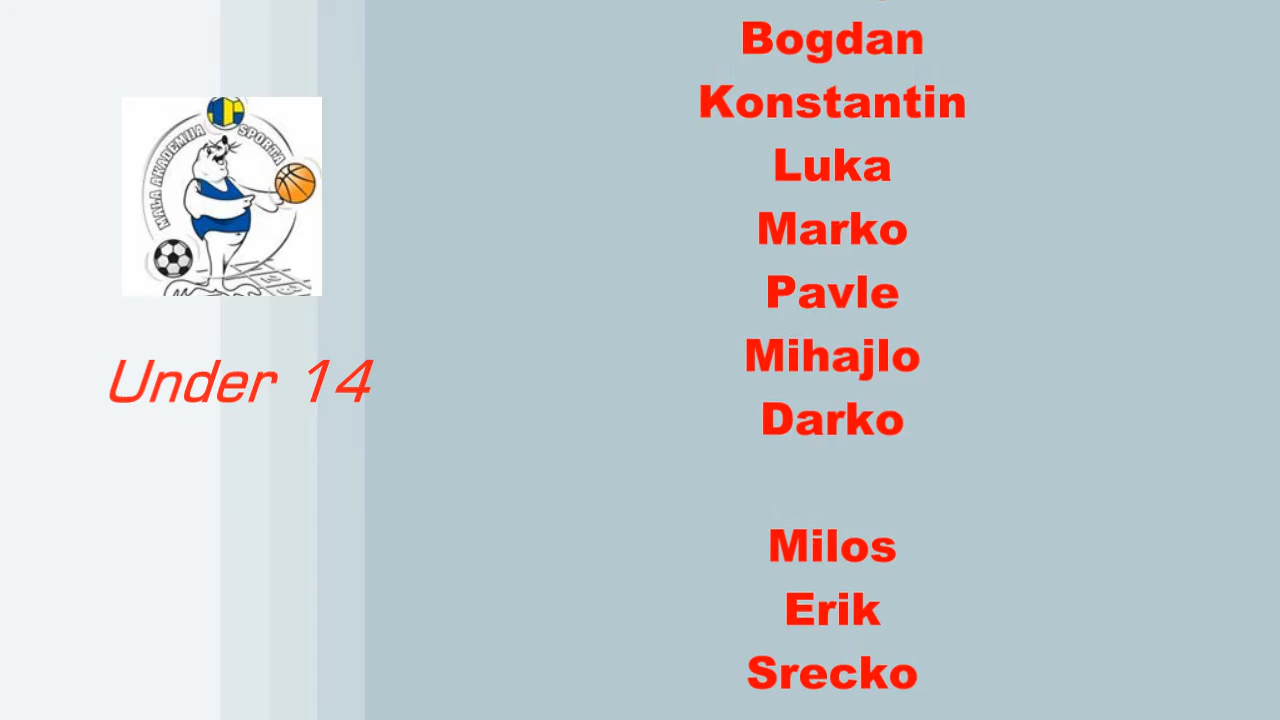 MALA AKADEMIJA SPORTA
Under 14
Bogdan
Konstantin
Luka
Marko
Pavle
Mihajlo
Darko
Milos
Erik
Srecko